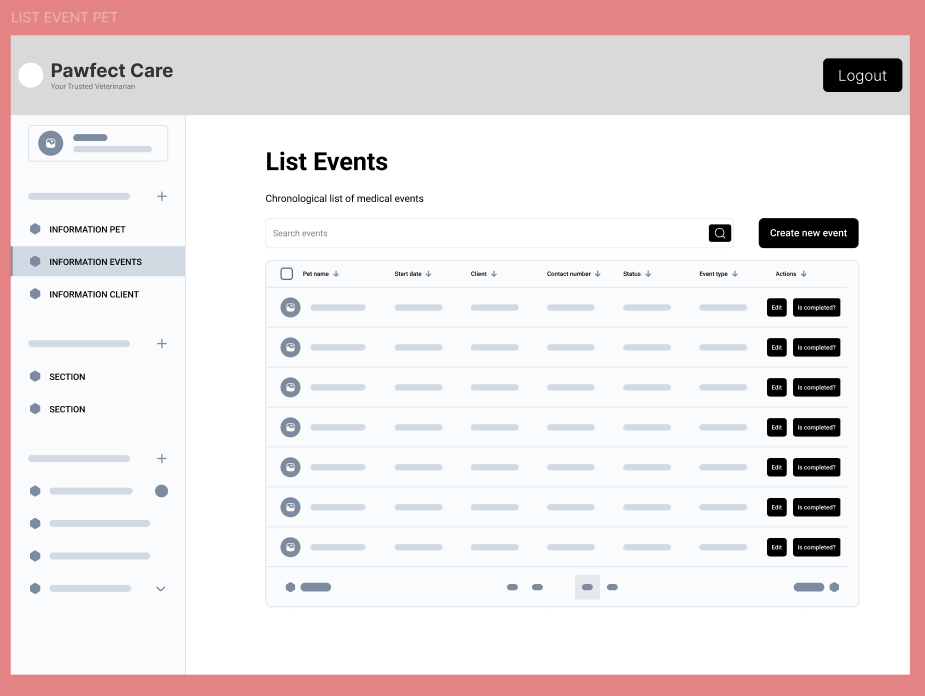 LIST EVENT PET
Pawfect Care
Your Trusted Veterinarian
Logout
INFORMATION PET
INFORMATION EVENTS
INFORMATION CLIENT
SECTION
SECTION
List Events
Chronological list of medical events
Search events
Create new event
Pet name Start date Client Contact number Status Event type Actions
Edit Is completed?
Edit Is completed?
Edit Is completed?
Edit Is completed?
Edit Is completed?
Edit Is completed?
Edit Is completed?